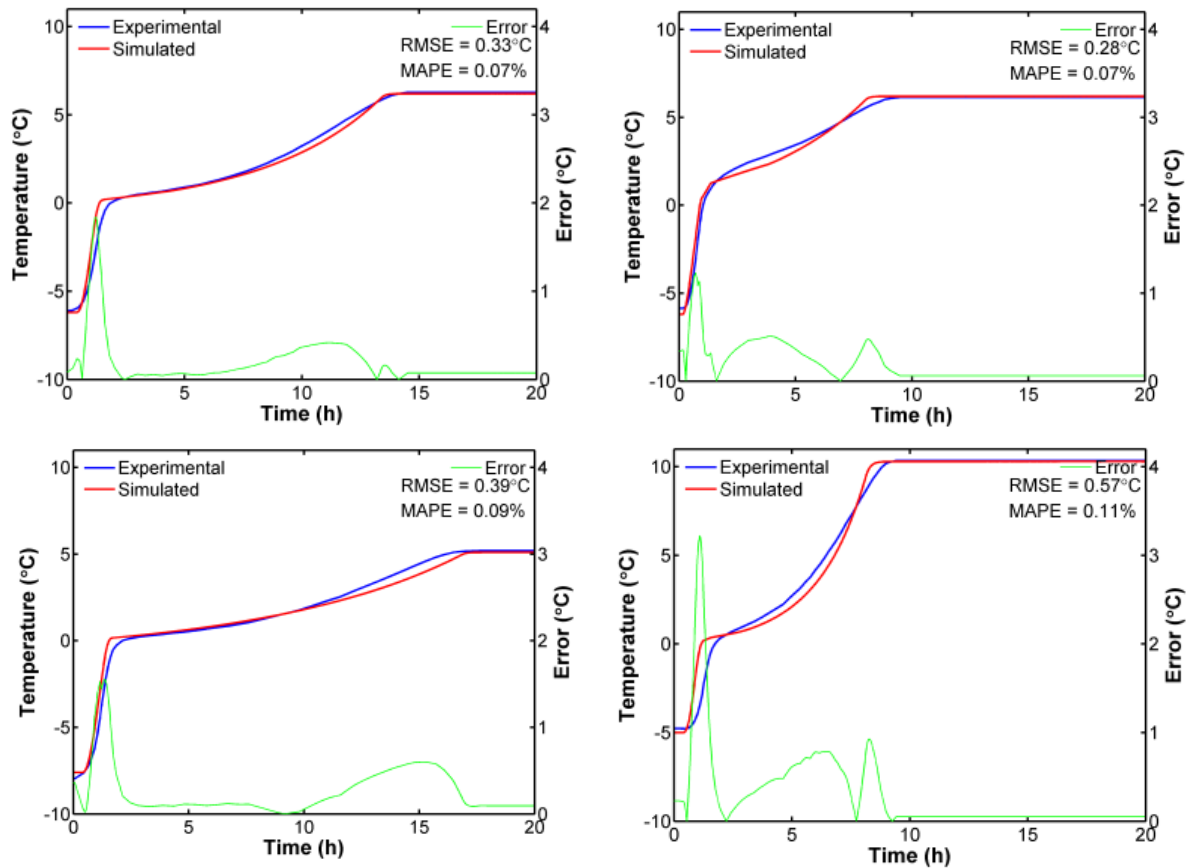 Experimental
Simulated
Error
RMSE = 0.33°C
MAPE = 0.07%
10
5
0
-5
-10
Temperature (°C)
4
3
2
1
0
Error (°C)
0 5 10 15 20
Time (h)
Experimental
Simulated
Error
RMSE = 0.28°C
MAPE = 0.07%
10
5
0
-5
-10
Temperature (°C)
4
3
2
1
0
Error (°C)
0 5 10 15 20
Time (h)
Experimental
Simulated
Error
RMSE = 0.39°C
MAPE = 0.09%
10
5
0
-5
-10
Temperature (°C)
4
3
2
1
0
Error (°C)
0 5 10 15 20
Time (h)
Experimental
Simulated
Error
RMSE = 0.57°C
MAPE = 0.11%
10
5
0
-5
-10
Temperature (°C)
4
3
2
1
0
Error (°C)
0 5 10 15 20
Time (h)